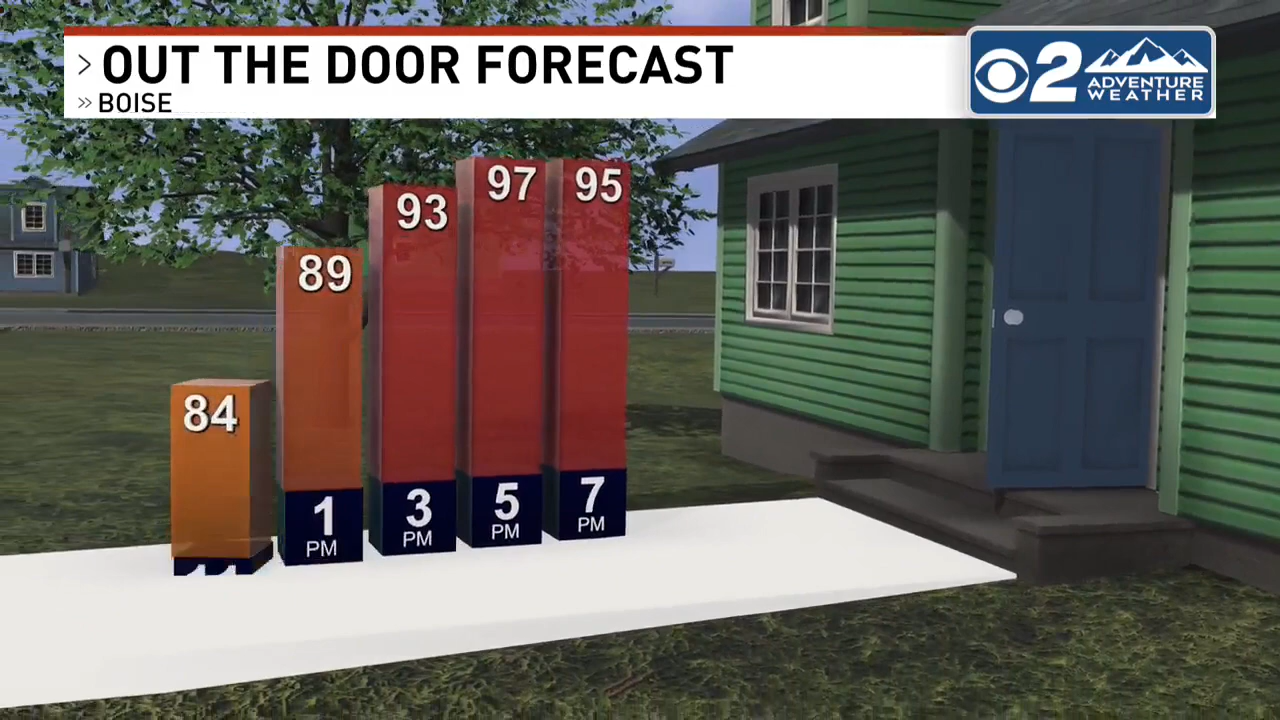 > OUT THE DOOR FORECAST
» BOISE
2 ADVENTURE
WEATHER
84
89
93
97
95
1
PM
3
PM
5
PM
7
PM